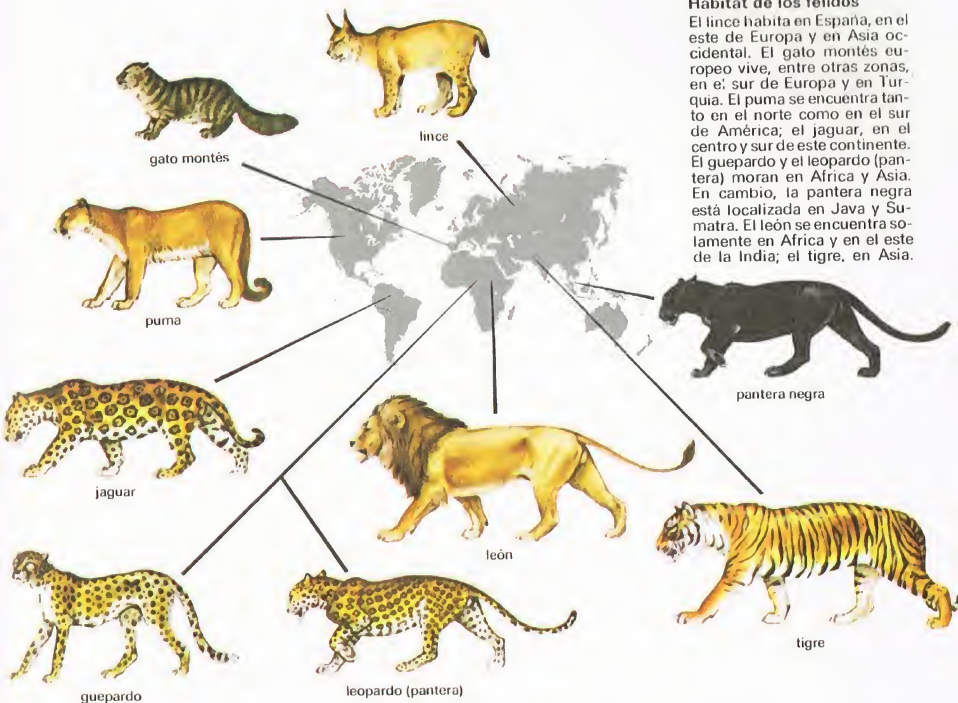 Hábitat de los félidos
El lince habita en España, en el
este de Europa y en Asia oc-
cidental. El gato montés eu-
ropeo vive, entre otras zonas,
en el sur de Europa y en Tur-
quia. El puma se encuentra tan-
to en el norte como en el sur
de América; el jaguar, en el
centro y sur de este continente.
El guepardo y el leopardo (pan-
tera) moran en Africa y Asia.
En cambio, la pantera negra
está localizada en Java y Su-
matra. El león se encuentra so-
lamente en Africa y en el este
de la India; el tigre, en Asia.
lince
gato montés
puma
pantera negra
jaguar
león
tigre
guepardo
leopardo (pantera)